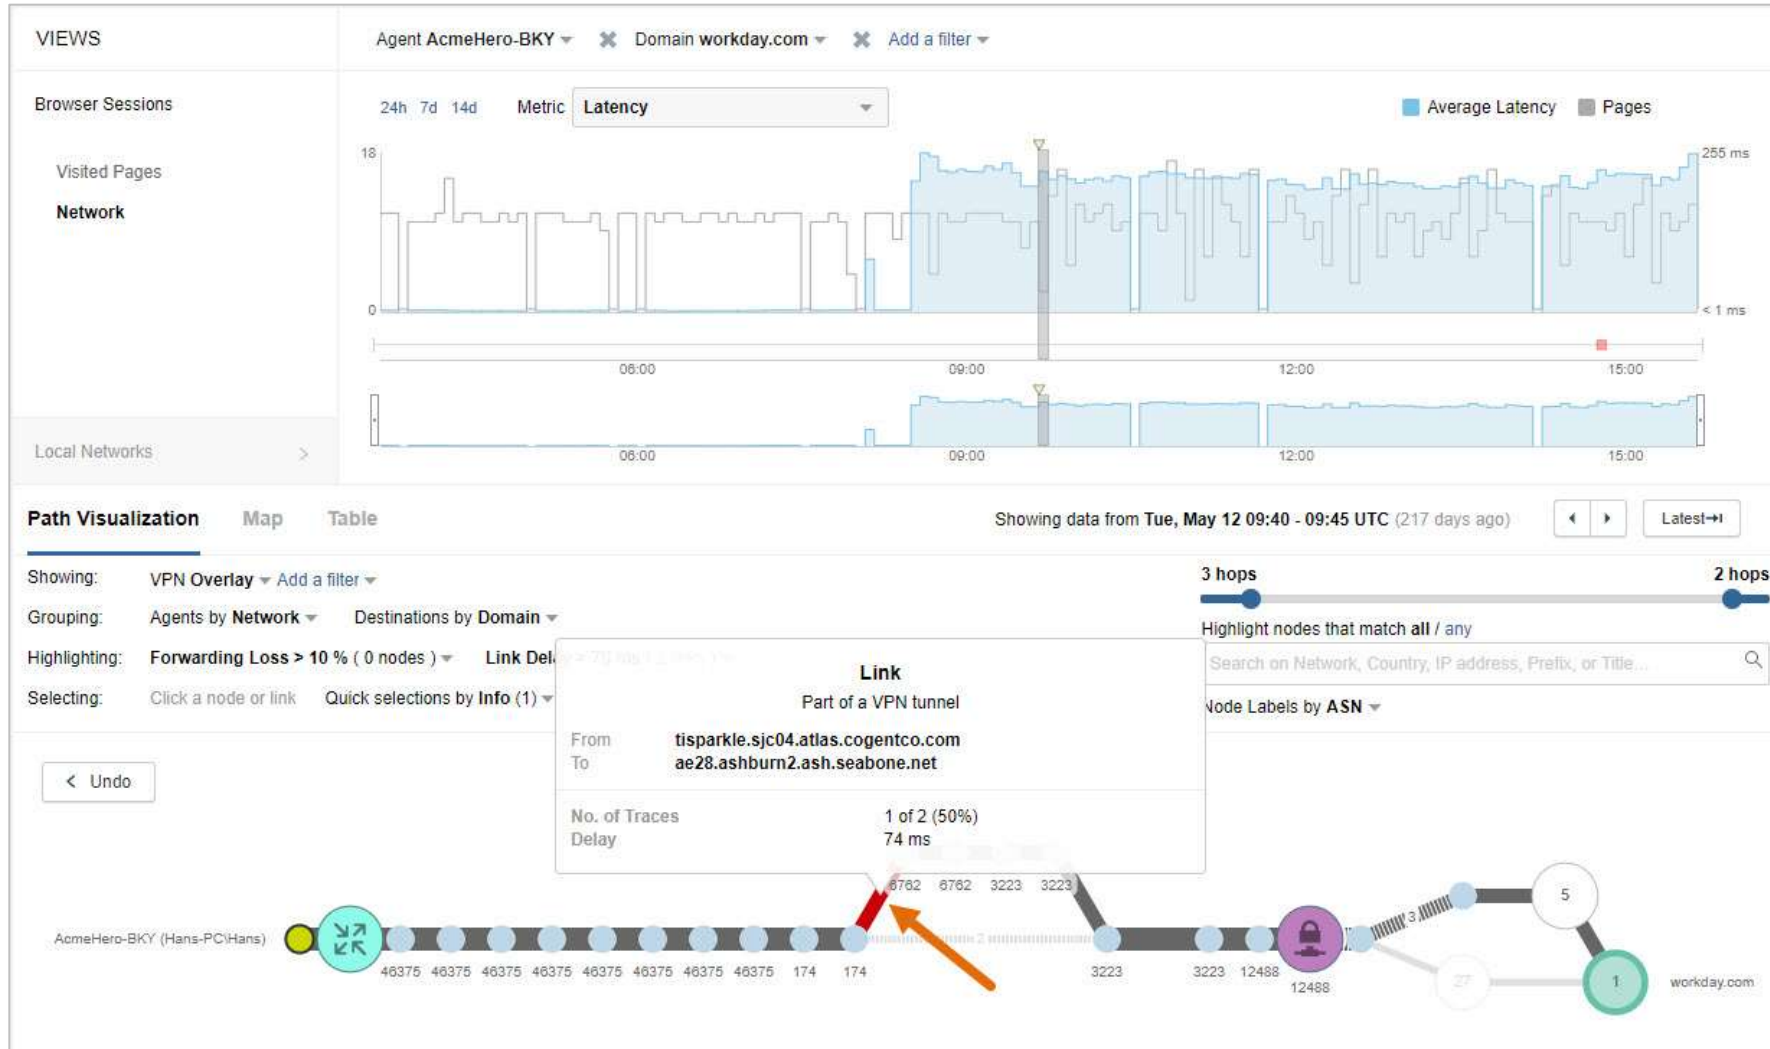 VIEWS
Agent AcmeHero-BKY Domain workday.com Add a filter
Browser Sessions
Visited Pages
Network
Local Networks
24h 7d 14d Metric Latency Average Latency Pages
18 255 ms
0 < 1 ms
06:00 09:00 12:00 15:00
06:00 09:00 12:00 15:00
Path Visualization Map Table
Showing data from Tue, May 12 09:40 - 09:45 UTC (217 days ago) Latest
Showing: VPN Overlay Add a filter
Grouping: Agents by Network Destinations by Domain
Highlighting: Forwarding Loss > 10 % ( 0 nodes ) Link Del
Selecting: Click a node or link Quick selections by Info (1)
3 hops 2 hops
Highlight nodes that match all / any
Search on Network, Country, IP address, Prefix, or Title...
Node Labels by ASN
Undo
Link
Part of a VPN tunnel
From tisparkle.sjc04.atlas.cogentco.com
To ae28.ashburn2.ash.seabone.net
No. of Traces 1 of 2 (50%)
Delay 74 ms
6762 6762 3223 3223
5
3
AcmeHero-BKY (Hans-PC\Hans)
2
46375 46375 46375 46375 46375 46375 46375 46375 174 174 3223 3223 12488
12488
27
1 workday.com